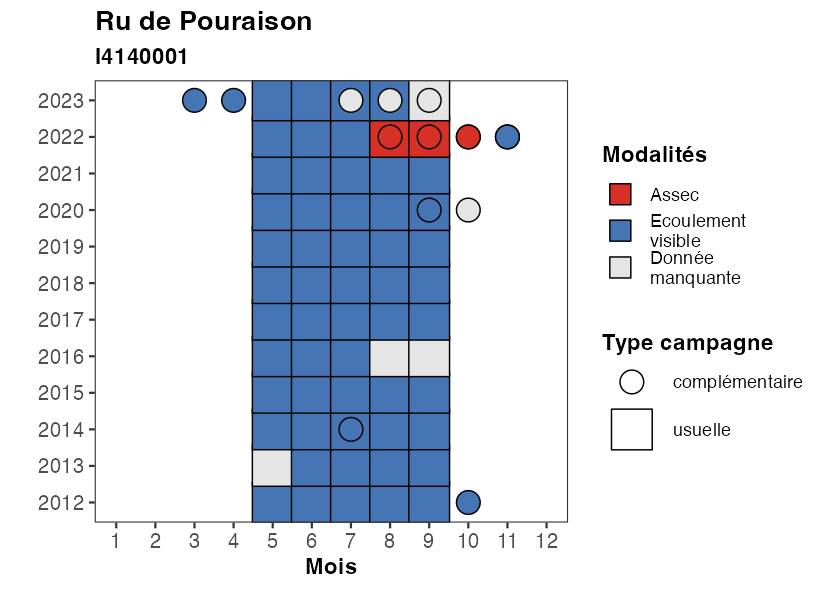 Ru de Pouraison
I4140001
2023
2022
2021
2020
2019
2018
2017
2016
2015
2014
2013
2012
1 2 3 4 5 6 7 8 9 10 11 12
Mois
Modalités
Assec
Ecoulement
visible
Donnée
manquante
Type campagne
complémentaire
usuelle